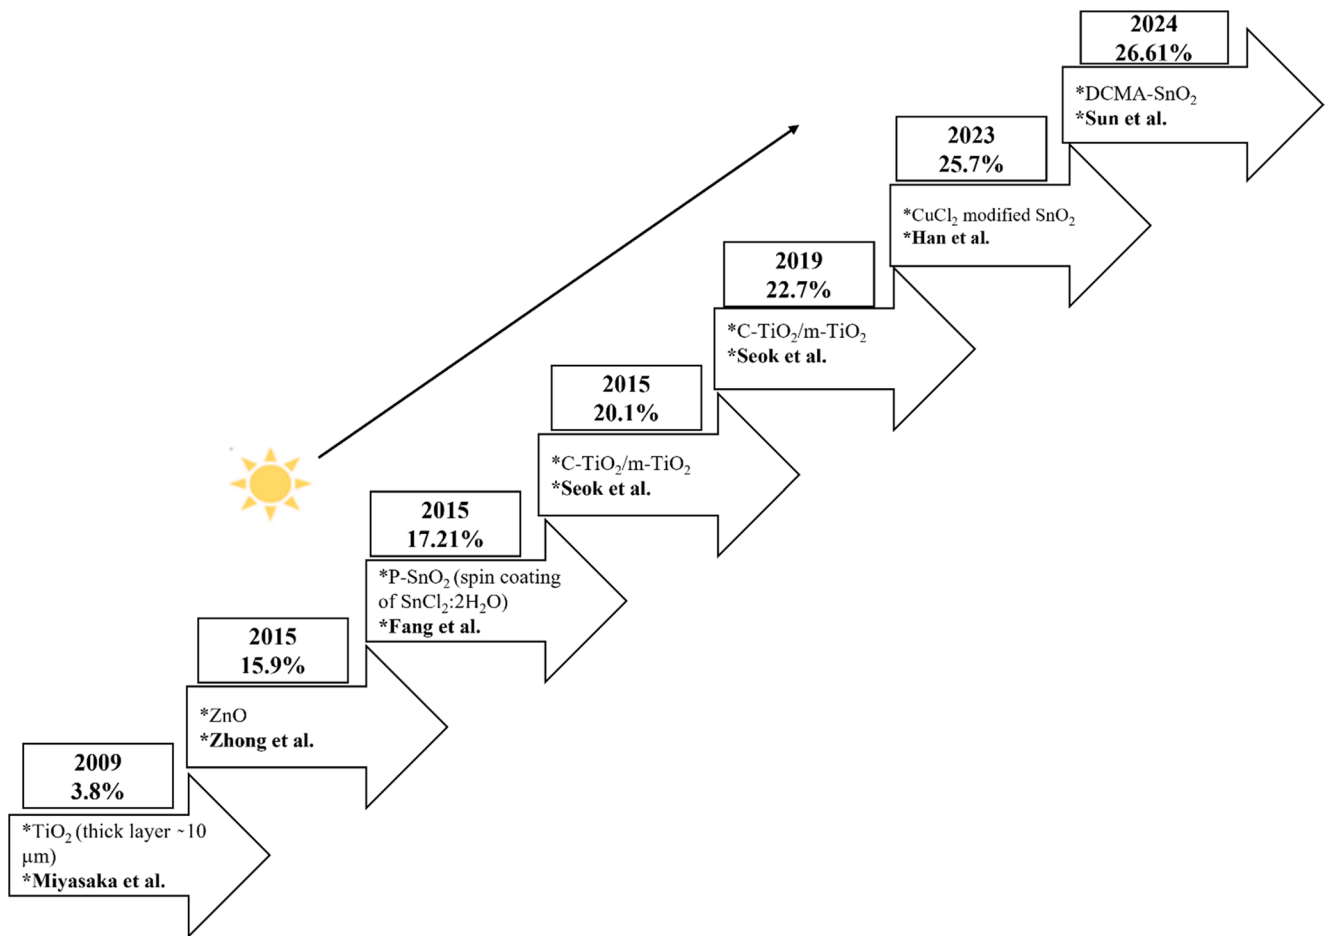 2024
26.61%
*DCMA-SnO₂
*Sun et al.
2023
25.7%
*CuCl₂ modified SnO₂
*Han et al.
2019
22.7%
*C-TiO₂/m-TiO₂
*Seok et al.
2015
20.1%
*C-TiO₂/m-TiO₂
*Seok et al.
2015
17.21%
*P-SnO₂ (spin coating
of SnCl₂:2H₂O)
*Fang et al.
2015
15.9%
*ZnO
*Zhong et al.
2009
3.8%
*TiO₂ (thick layer ~10
μm)
*Miyasaka et al.